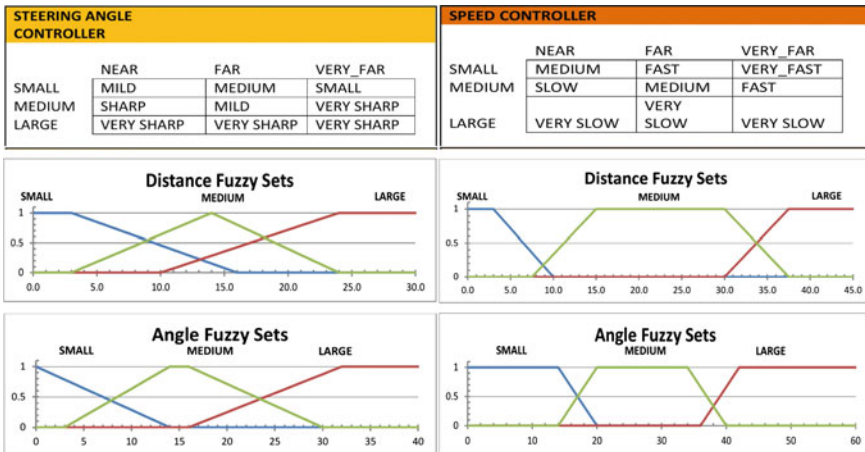 STEERING ANGLE
CONTROLLER
NEAR FAR VERY_FAR
SMALL MILD MEDIUM SMALL
MEDIUM SHARP MILD VERY SHARP
LARGE VERY SHARP VERY SHARP VERY SHARP
SPEED CONTROLLER
NEAR FAR VERY_FAR
SMALL MEDIUM FAST VERY_FAST
MEDIUM SLOW MEDIUM FAST
VERY
LARGE VERY SLOW SLOW VERY SLOW
Distance Fuzzy Sets
SMALL MEDIUM LARGE
1
0.5
0
0.0 5.0 10.0 15.0 20.0 25.0 30.0
Distance Fuzzy Sets
SMALL MEDIUM LARGE
1
0.5
0
0.0 5.0 10.0 15.0 20.0 25.0 30.0 35.0 40.0 45.0
Angle Fuzzy Sets
SMALL MEDIUM LARGE
1
0.5
0
0 5 10 15 20 25 30 35 40
Angle Fuzzy Sets
SMALL MEDIUM LARGE
1
0.5
0
0 10 20 30 40 50 60